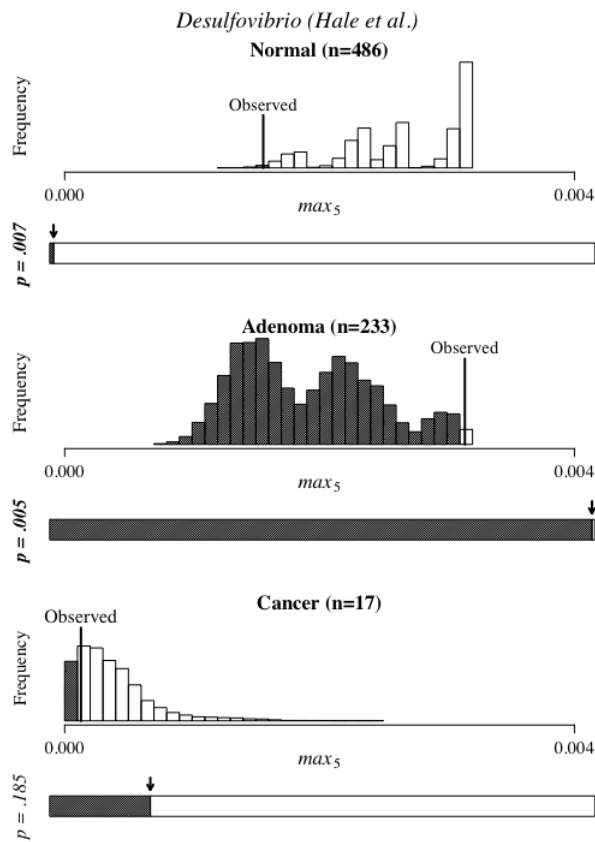 Desulfovibrio (Hale et al.)
Normal (n=486)
Observed
Frequency
0.000
0.004
max5
p = .007
Adenoma (n=233)
Observed
Frequency
0.000
0.004
max5
p = .005
Cancer (n=17)
Observed
Frequency
0.000
0.004
max5
p = .185